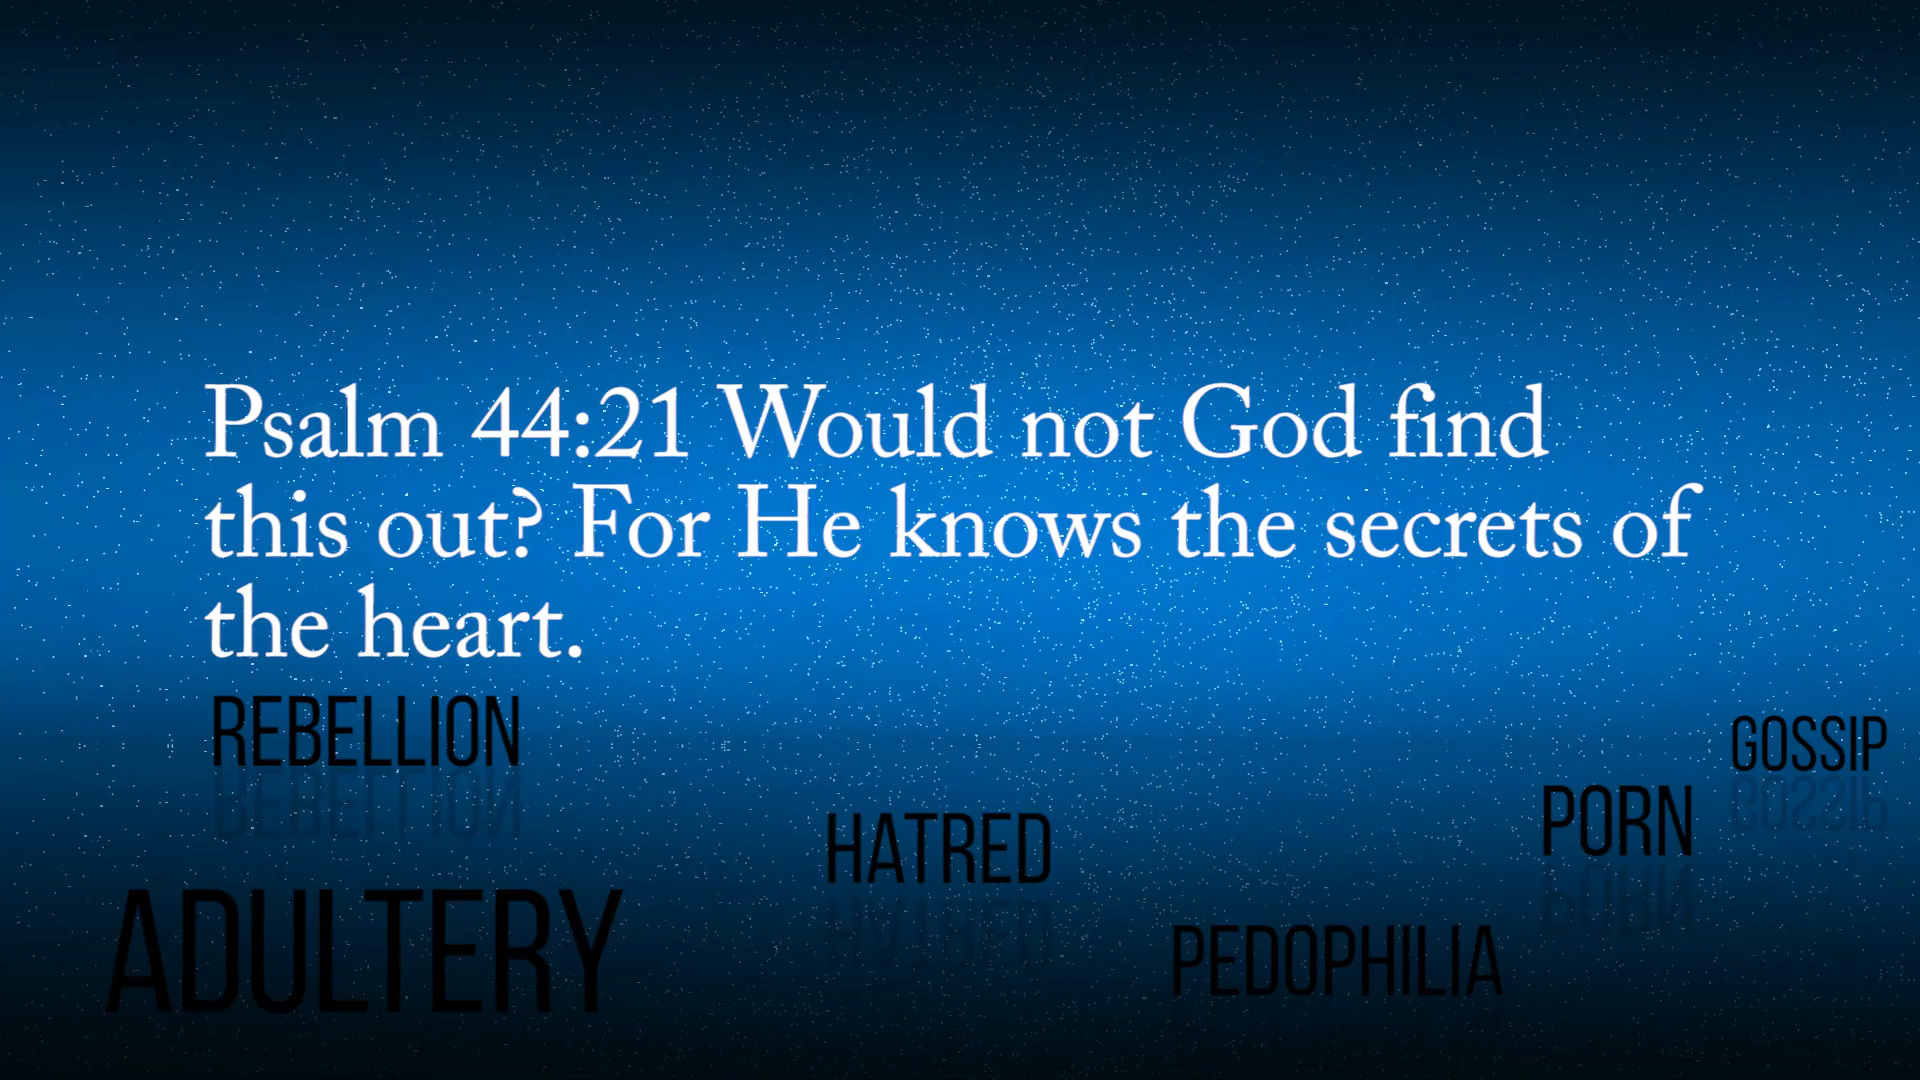 Psalm 44:21 Would not God find
this out? For He knows the secrets of
the heart.
REBELLION
GOSSIP
PORN
HATRED
ADULTERY
PEDOPHILIA